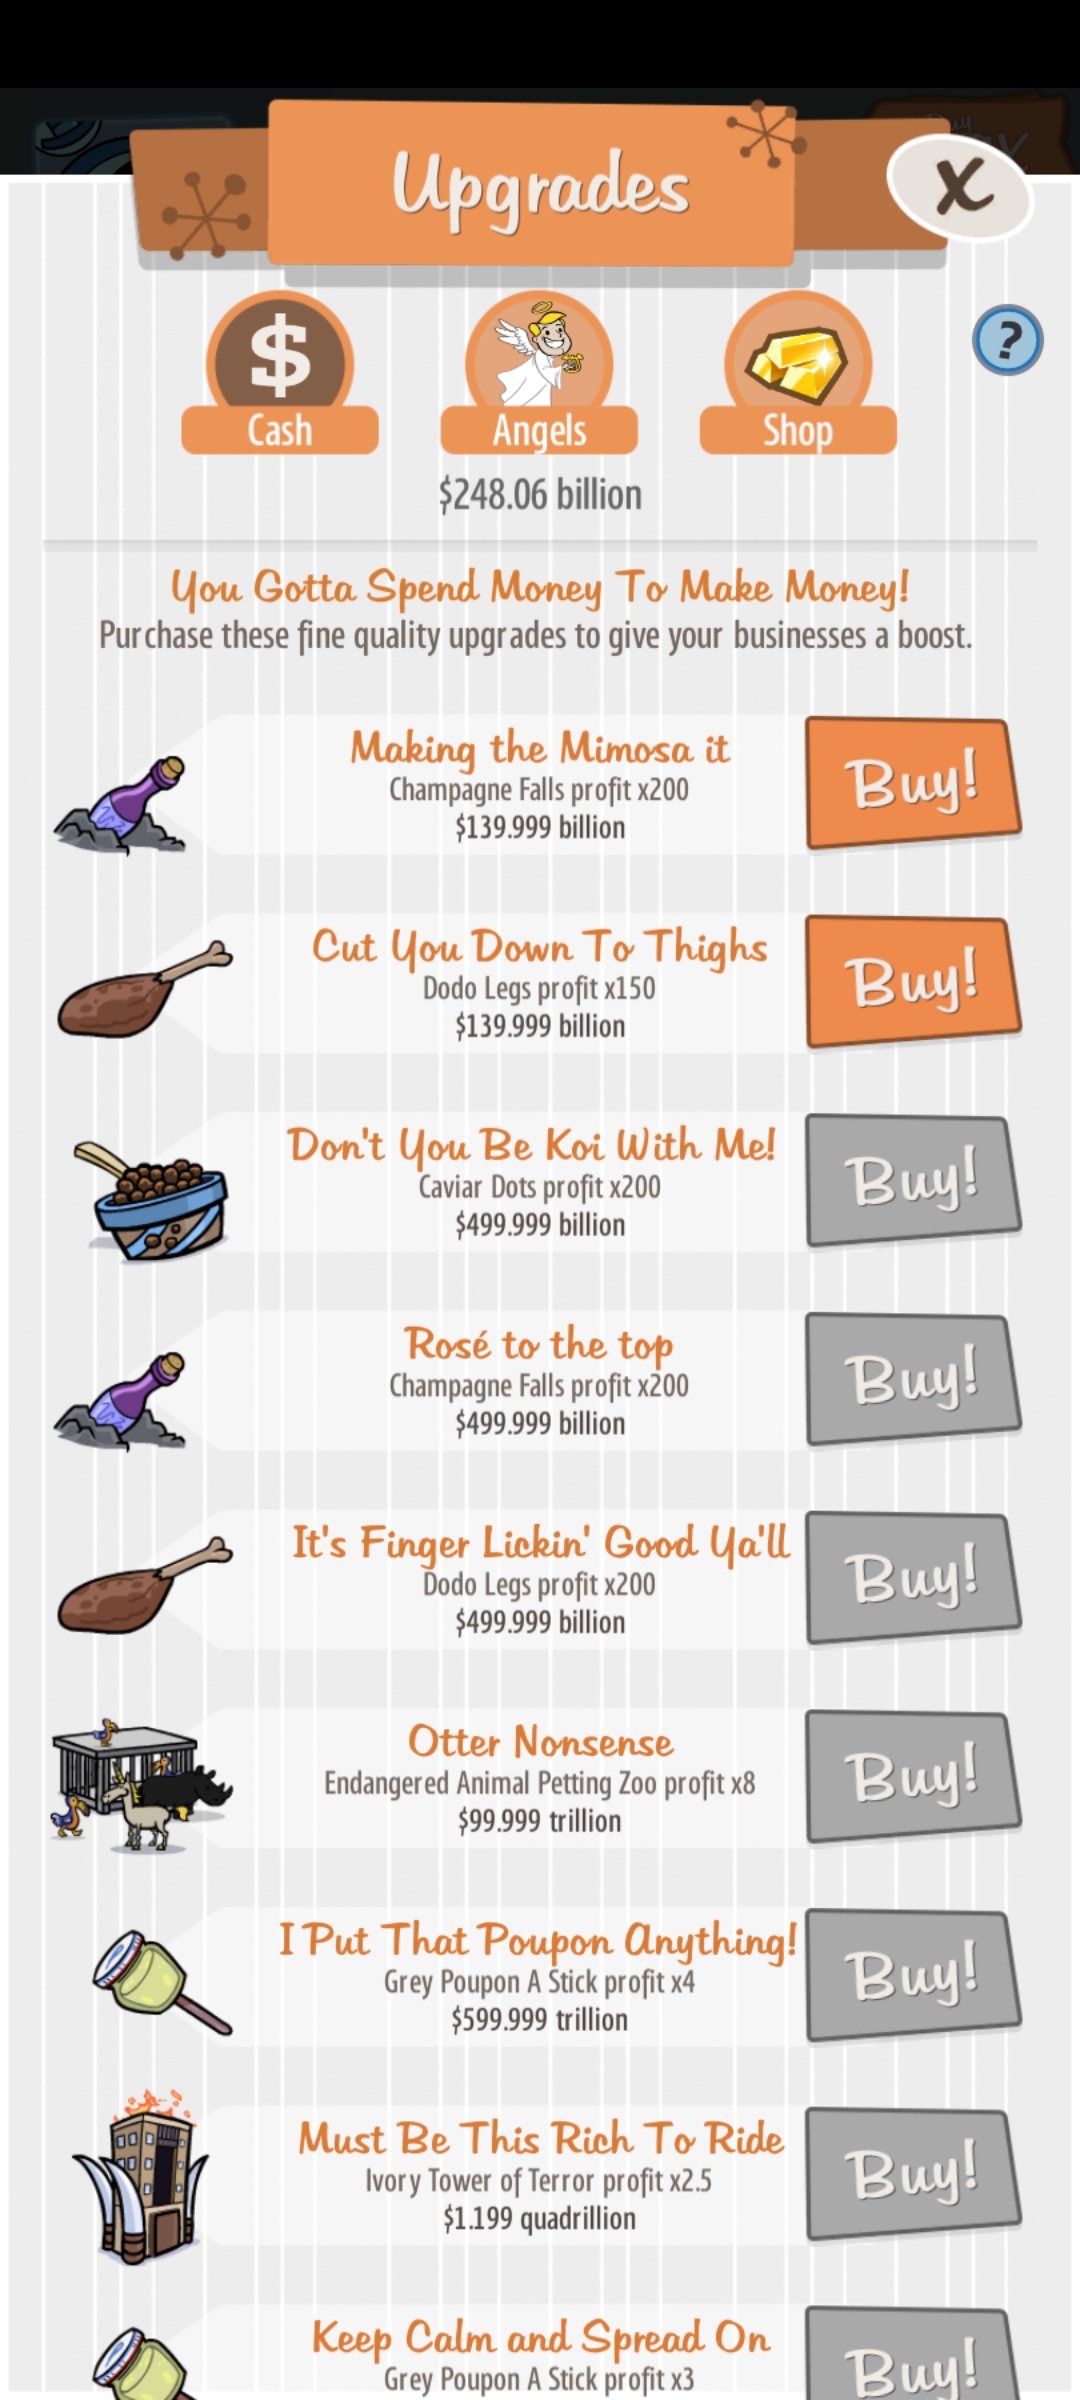 Upgrades
X
Cash
Angels
Shop
?
$248.06 billion
You Gotta Spend Money To Make Money!
Purchase these fine quality upgrades to give your businesses a boost.
Making the Mimosa it
Champagne Falls profit x200
$139.999 billion
Buy!
Cut You Down To Thighs
Dodo Legs profit x150
$139.999 billion
Buy!
Don't You Be Koi With Me!
Caviar Dots profit x200
$499.999 billion
Buy!
Rosé to the top
Champagne Falls profit x200
$499.999 billion
Buy!
It's Finger Lickin' Good Ya'll
Dodo Legs profit x200
$499.999 billion
Buy!
Otter Nonsense
Endangered Animal Petting Zoo profit x8
$99.999 trillion
Buy!
I Put That Poupon Anything!
Grey Poupon A Stick profit x4
$599.999 trillion
Buy!
Must Be This Rich To Ride
Ivory Tower of Terror profit x2.5
$1.199 quadrillion
Buy!
Keep Calm and Spread On
Grey Poupon A Stick profit x3
Buy!